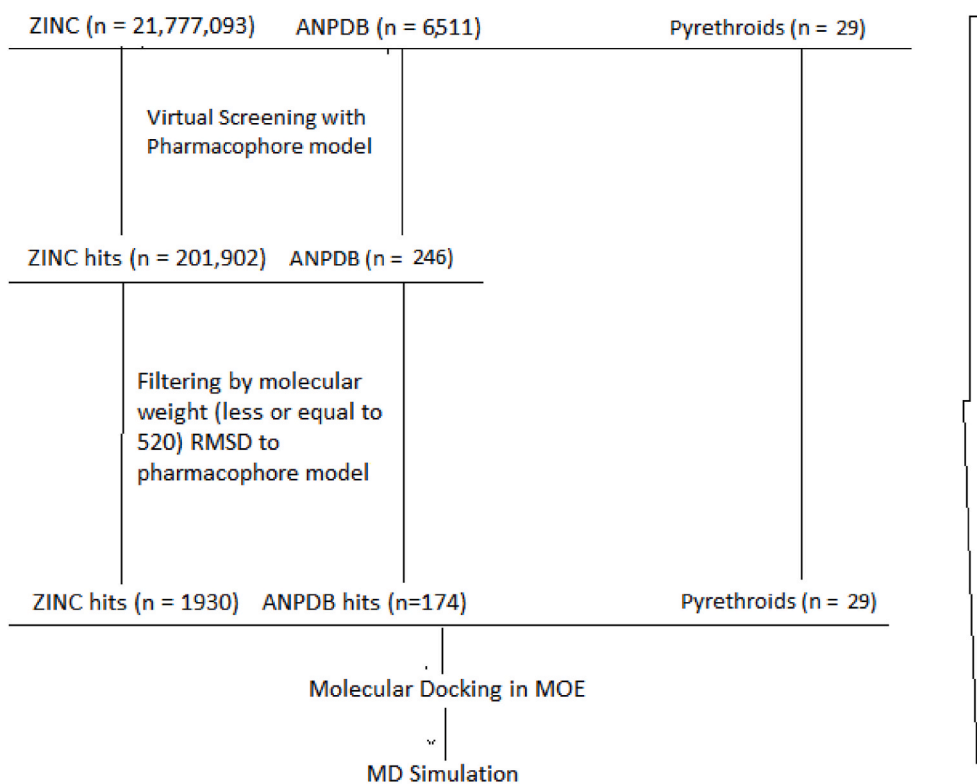 ZINC (n = 21,777,093) ANPDB (n = 6,511) Pyrethroids (n = 29)
Virtual Screening with
Pharmacophore model
ZINC hits (n = 201,902) ANPDB (n = 246)
Filtering by molecular
weight (less or equal to
520) RMSD to
pharmacophore model
ZINC hits (n = 1930) ANPDB hits (n=174) Pyrethroids (n = 29)
Molecular Docking in MOE
MD Simulation